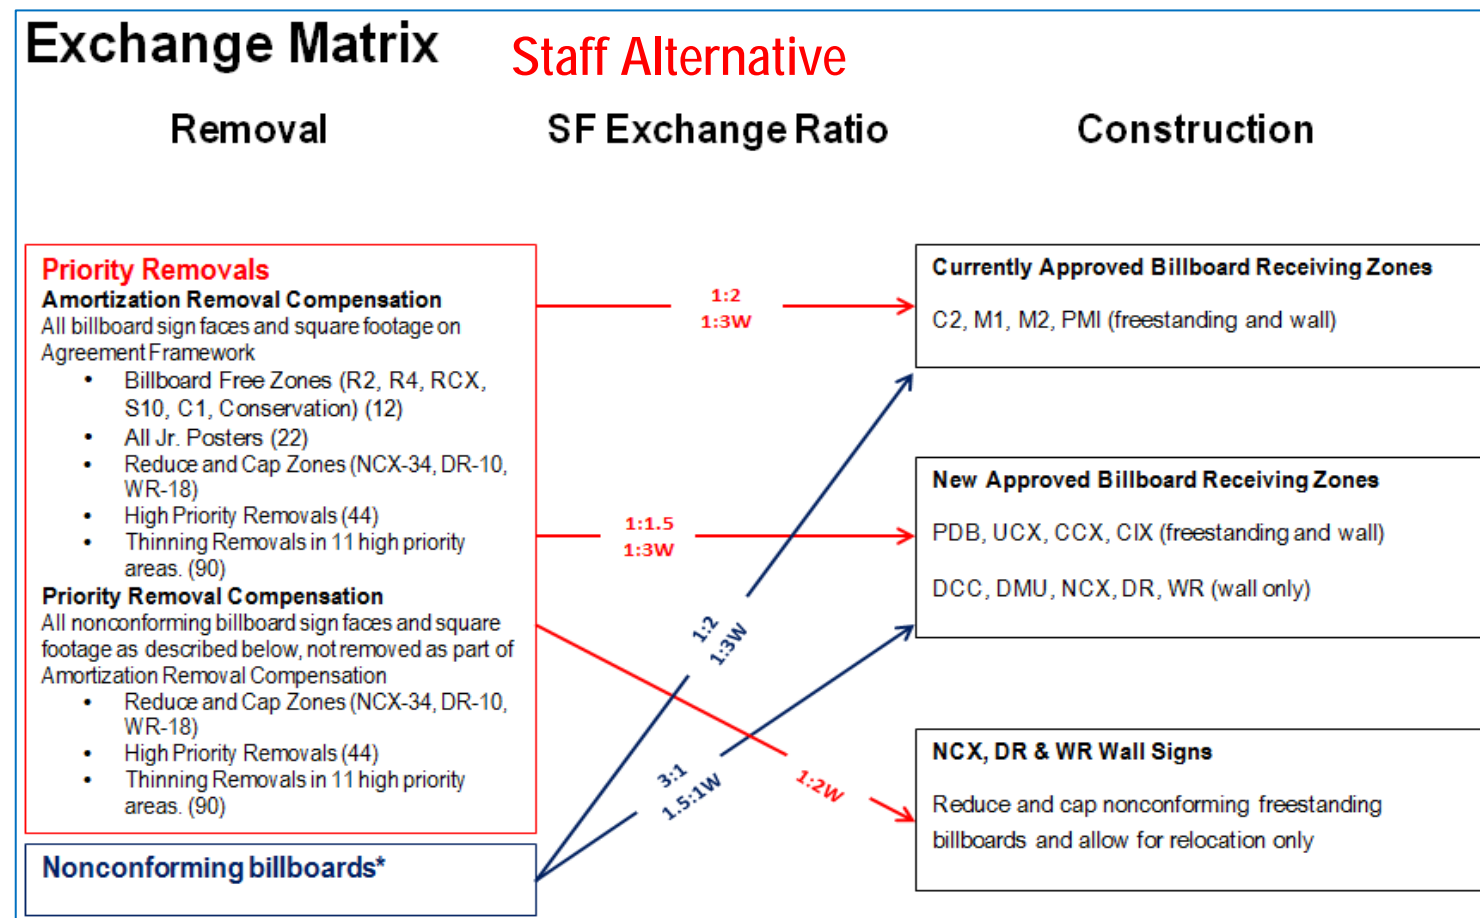 Exchange Matrix
Staff Alternative
Removal
SF Exchange Ratio
Construction
Priority Removals
Amortization Removal Compensation
All billboard sign faces and square footage on
Agreement Framework
• Billboard Free Zones (R2, R4, RCX,
S10, C1, Conservation) (12)
• All Jr. Posters (22)
• Reduce and Cap Zones (NCX-34, DR-10,
WR-18)
• High Priority Removals (44)
• Thinning Removals in 11 high priority
areas. (90)
Priority Removal Compensation
All nonconforming billboard sign faces and square
footage as described below, not removed as part of
Amortization Removal Compensation
• Reduce and Cap Zones (NCX-34, DR-10,
WR-18)
• High Priority Removals (44)
• Thinning Removals in 11 high priority
areas. (90)
Nonconforming billboards*
1:2
1:3W
1:1.5
1:3W
1:2
1:3W
3:1
1.5:1W
1:2W
Currently Approved Billboard Receiving Zones
C2, M1, M2, PMI (freestanding and wall)
New Approved Billboard Receiving Zones
PDB, UCX, CCX, CIX (freestanding and wall)
DCC, DMU, NCX, DR, WR (wall only)
NCX, DR & WR Wall Signs
Reduce and cap nonconforming freestanding
billboards and allow for relocation only